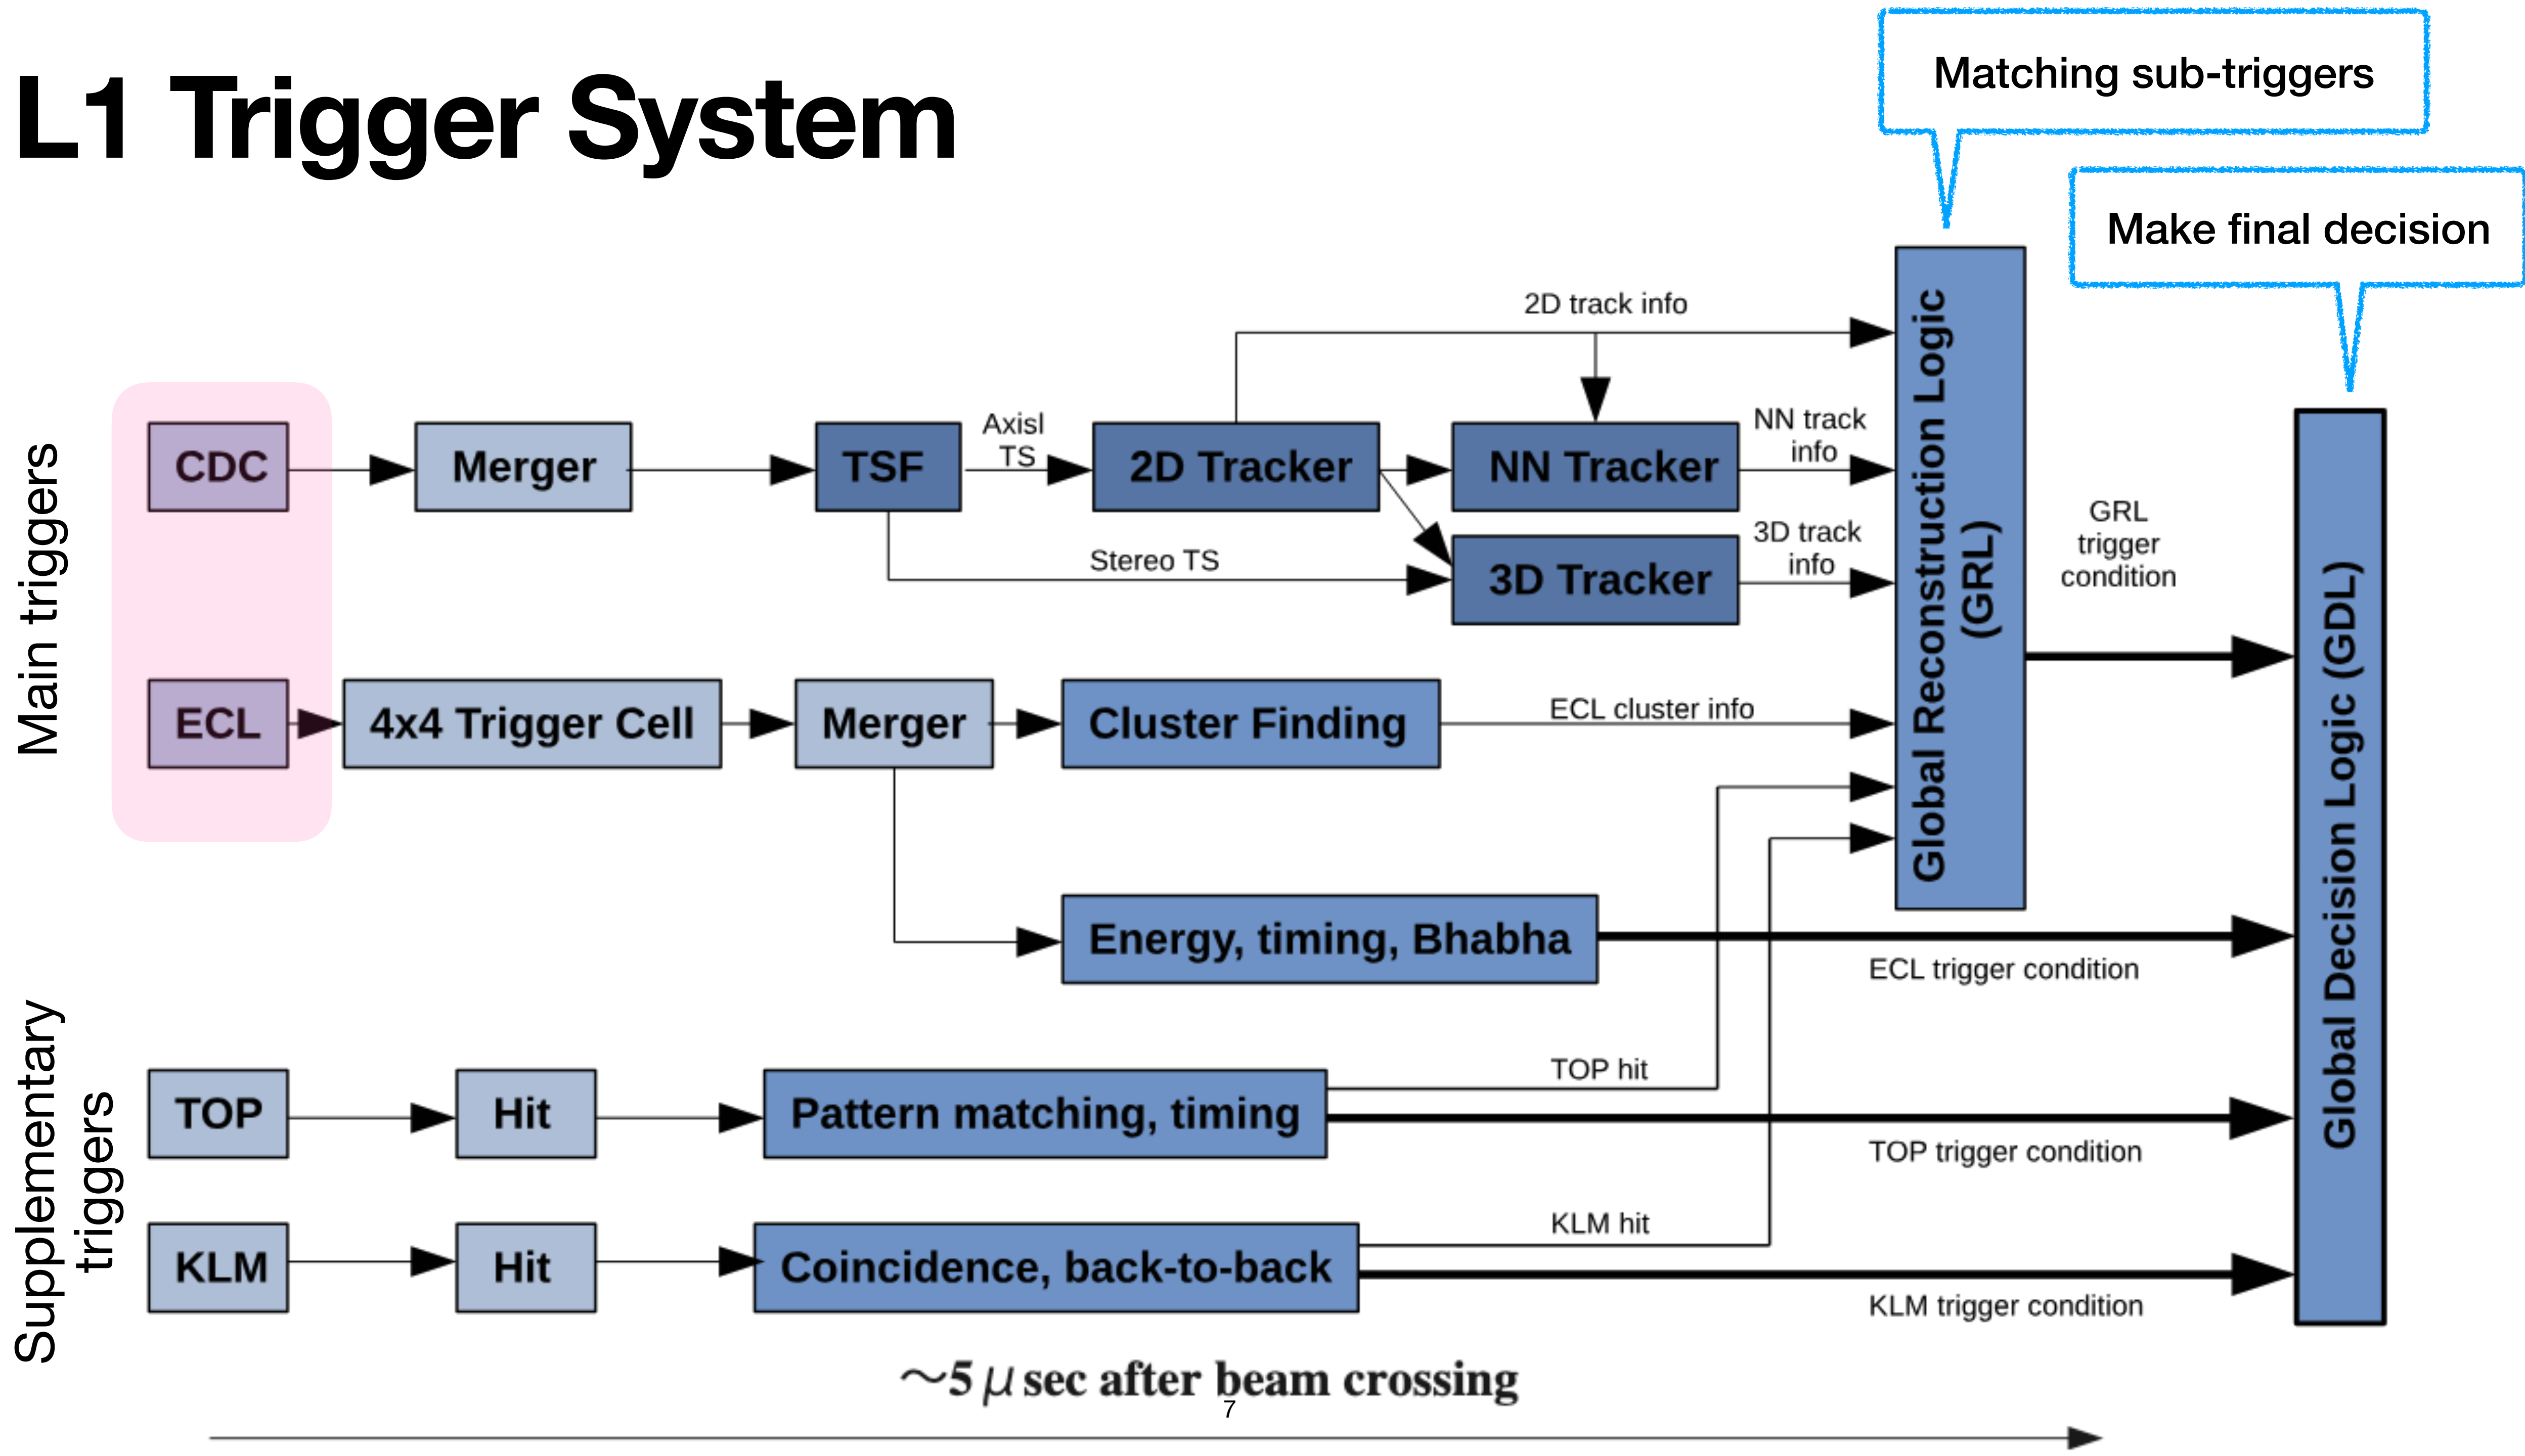 L1 Trigger System
Matching sub-triggers
Make final decision
Main triggers
CDC
Merger
TSF
Axisl
TS
2D Tracker
2D track info
NN Tracker
NN track
info
Stereo TS
3D Tracker
3D track
info
ECL
4x4 Trigger Cell
Merger
Cluster Finding
ECL cluster info
Energy, timing, Bhabha
ECL trigger condition
Global Reconstruction Logic
(GRL)
GRL
trigger
condition
Global Decision Logic (GDL)
Supplementary
triggers
TOP
Hit
Pattern matching, timing
TOP hit
TOP trigger condition
KLM
Hit
Coincidence, back-to-back
KLM hit
KLM trigger condition
～5 μ sec after beam crossing
7